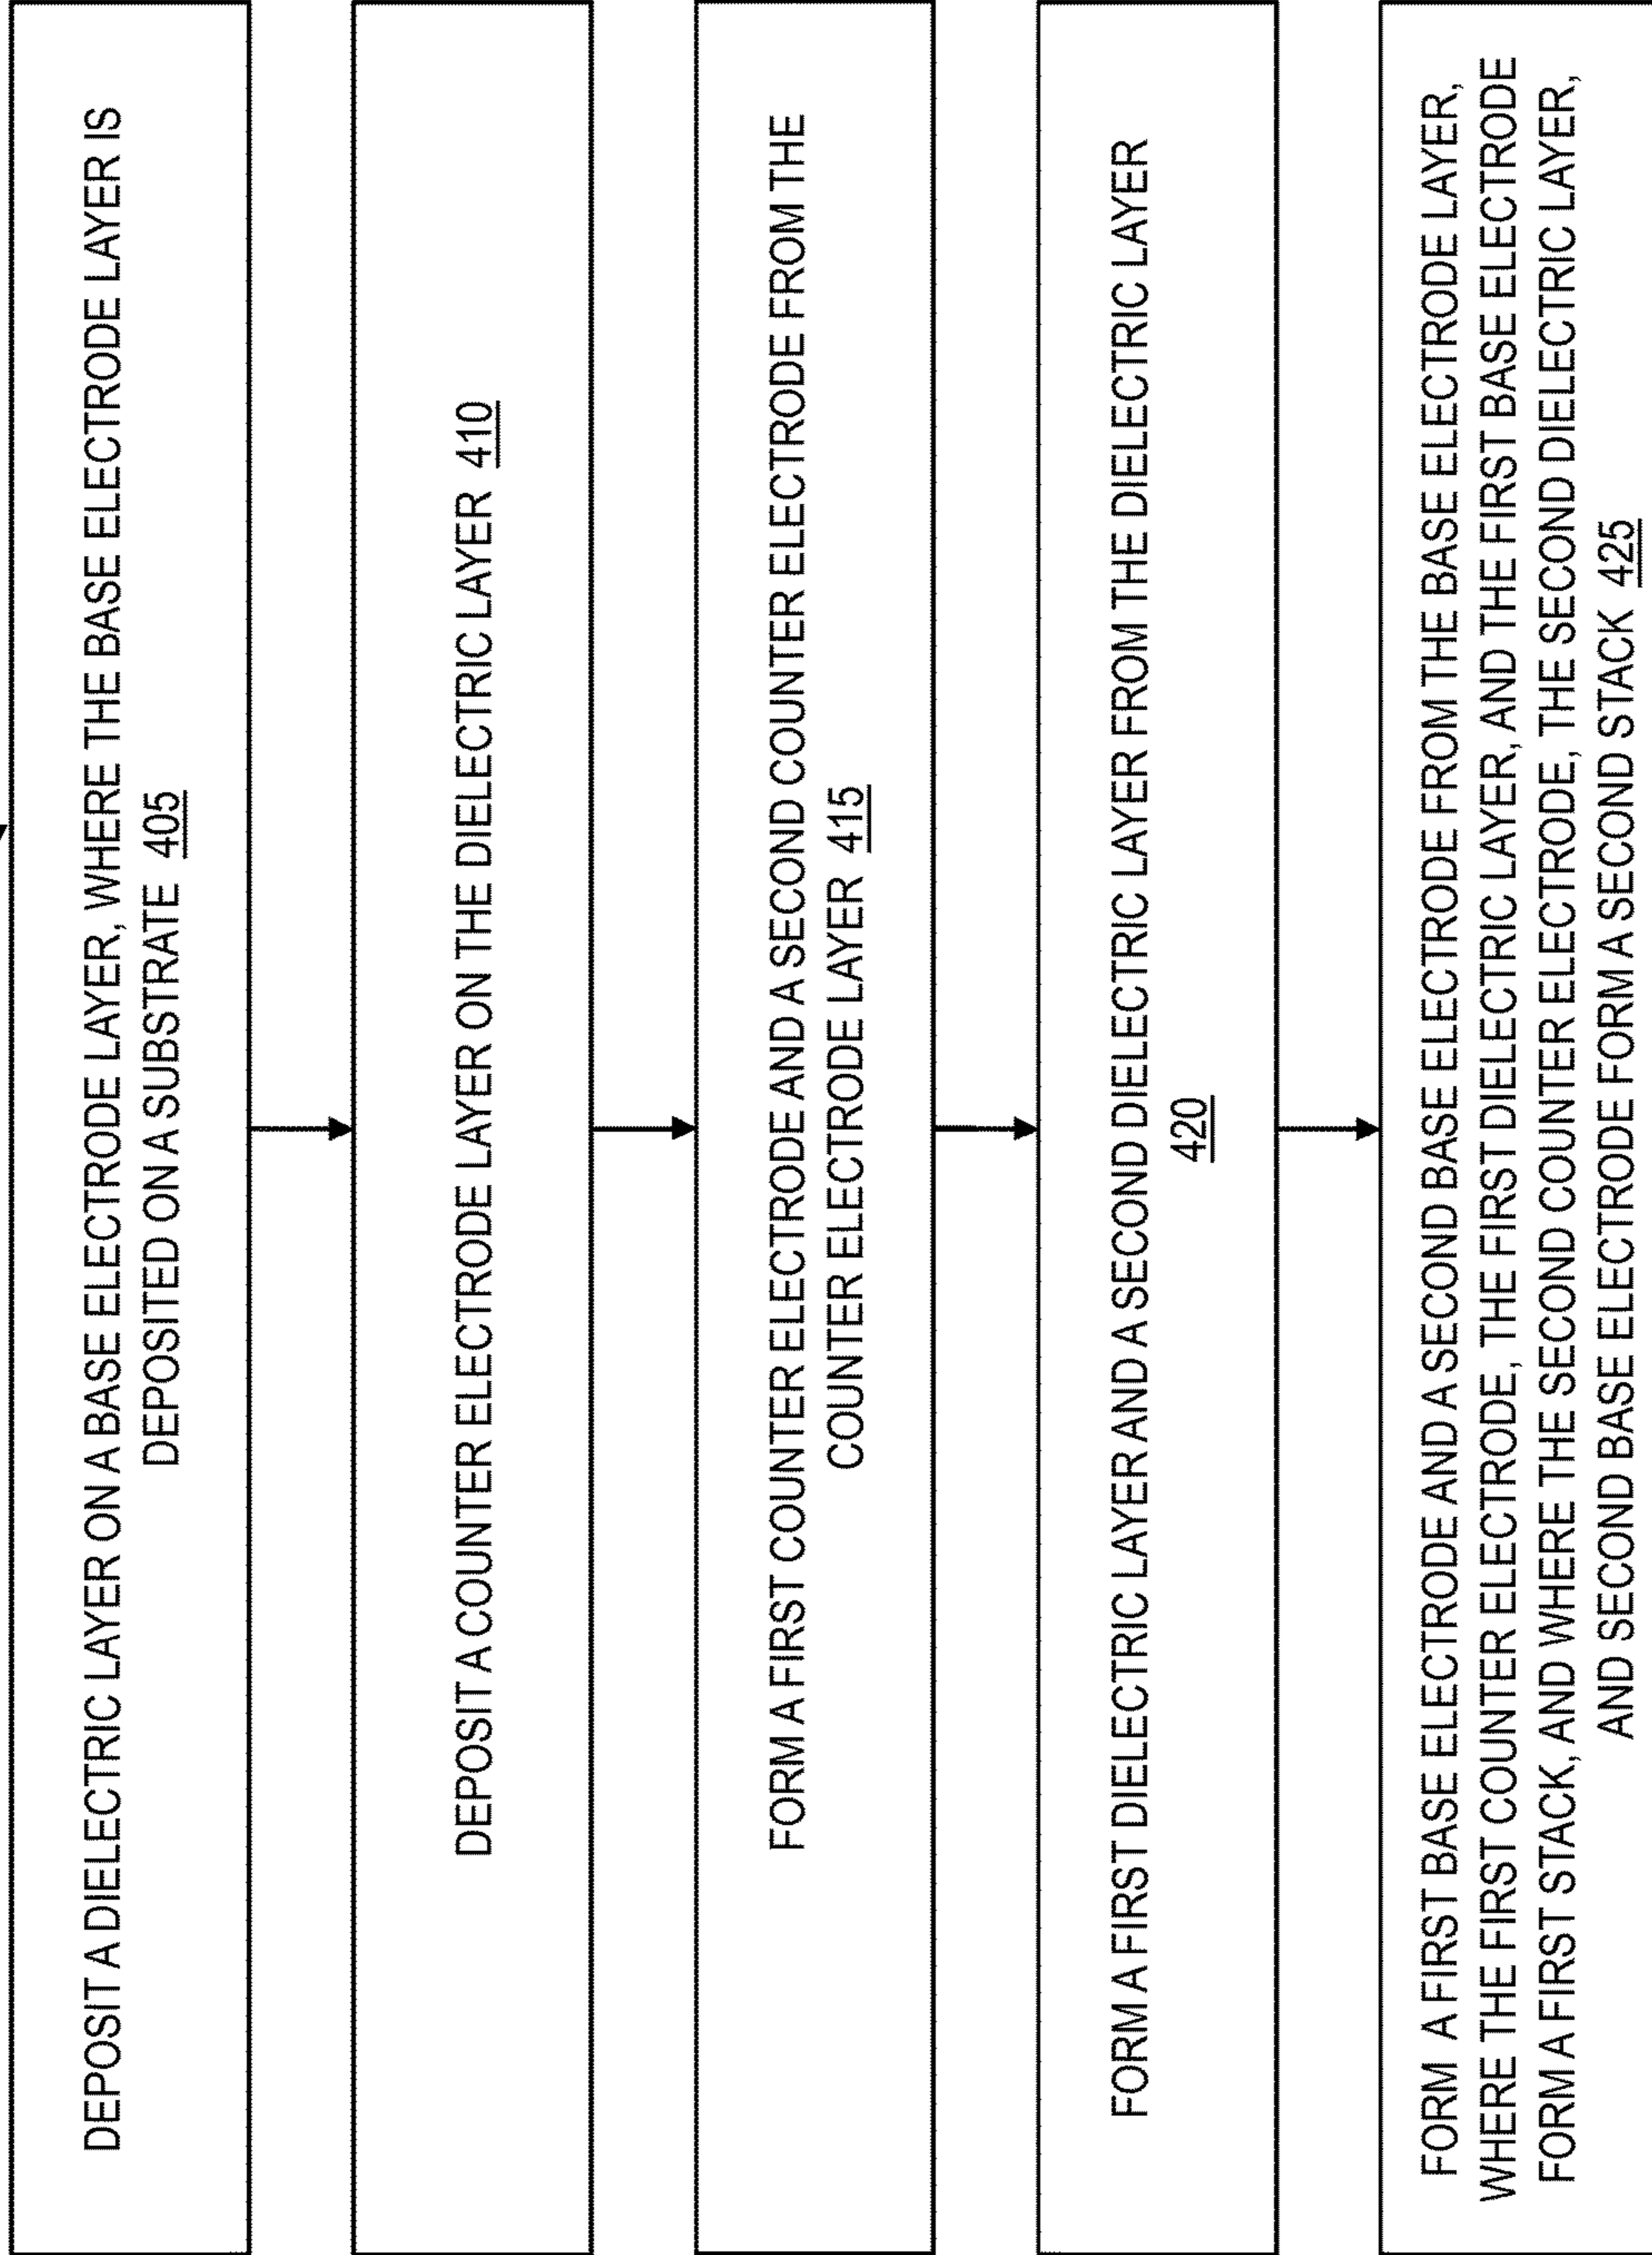 DEPOSIT A DIELECTRIC LAYER ON A BASE ELECTRODE LAYER, WHERE THE BASE ELECTRODE LAYER IS
DEPOSITED ON A SUBSTRATE 405
DEPOSIT A COUNTER ELECTRODE LAYER ON THE DIELECTRIC LAYER 410
FORM A FIRST COUNTER ELECTRODE AND A SECOND COUNTER ELECTRODE FROM THE
COUNTER ELECTRODE LAYER 415
FORM A FIRST DIELECTRIC LAYER AND A SECOND DIELECTRIC LAYER FROM THE DIELECTRIC LAYER
420
FORM A FIRST BASE ELECTRODE AND A SECOND BASE ELECTRODE FROM THE BASE ELECTRODE LAYER,
WHERE THE FIRST COUNTER ELECTRODE, THE FIRST DIELECTRIC LAYER, AND THE FIRST BASE ELECTRODE
FORM A FIRST STACK, AND WHERE THE SECOND COUNTER ELECTRODE, THE SECOND DIELECTRIC LAYER,
AND SECOND BASE ELECTRODE FORM A SECOND STACK 425